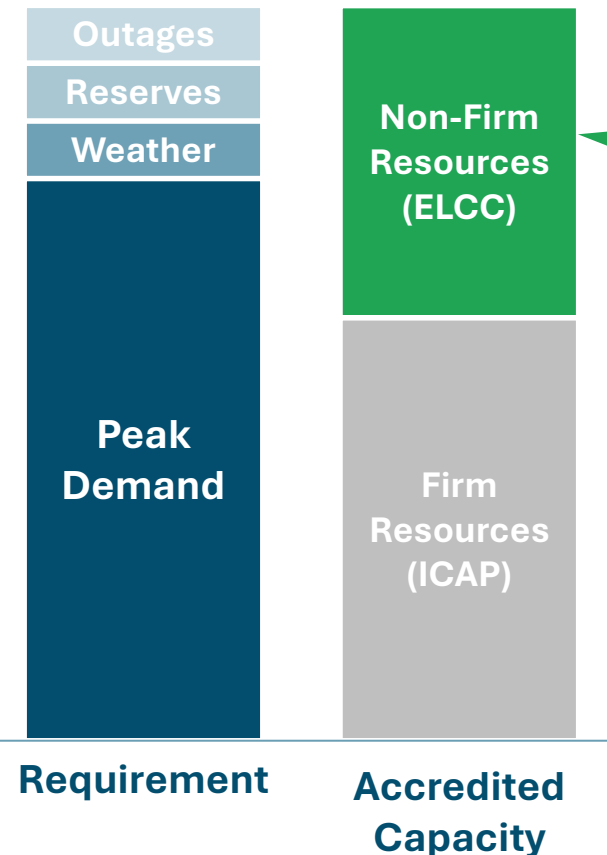 Outages
Reserves
Weather
Peak
Demand
Requirement
Non-Firm
Resources
(ELCC)
Firm
Resources
(ICAP)
Accredited
Capacity